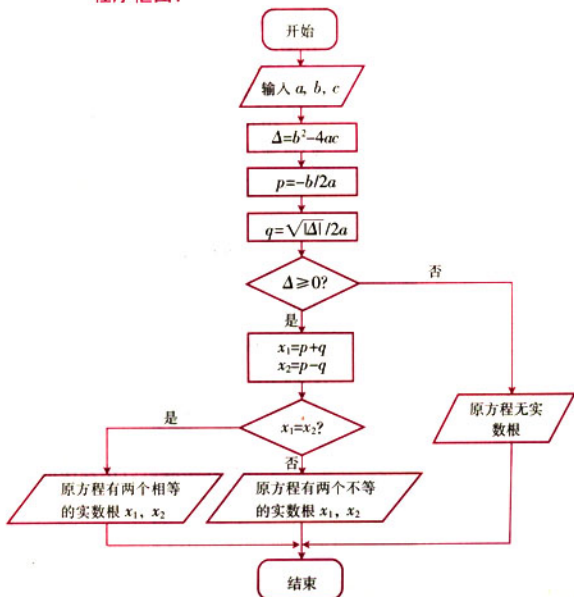 开始
输入 a, b, c
Δ=b²-4ac
p=-b/2a
q=√|Δ|/2a
Δ≥0?
否
是
x₁=p+q
x₂=p-q
原方程无实
数根
是
x₁=x₂?
否
原方程有两个相等
的实数根 x₁, x₂
原方程有两个不等
的实数根 x₁, x₂
结束